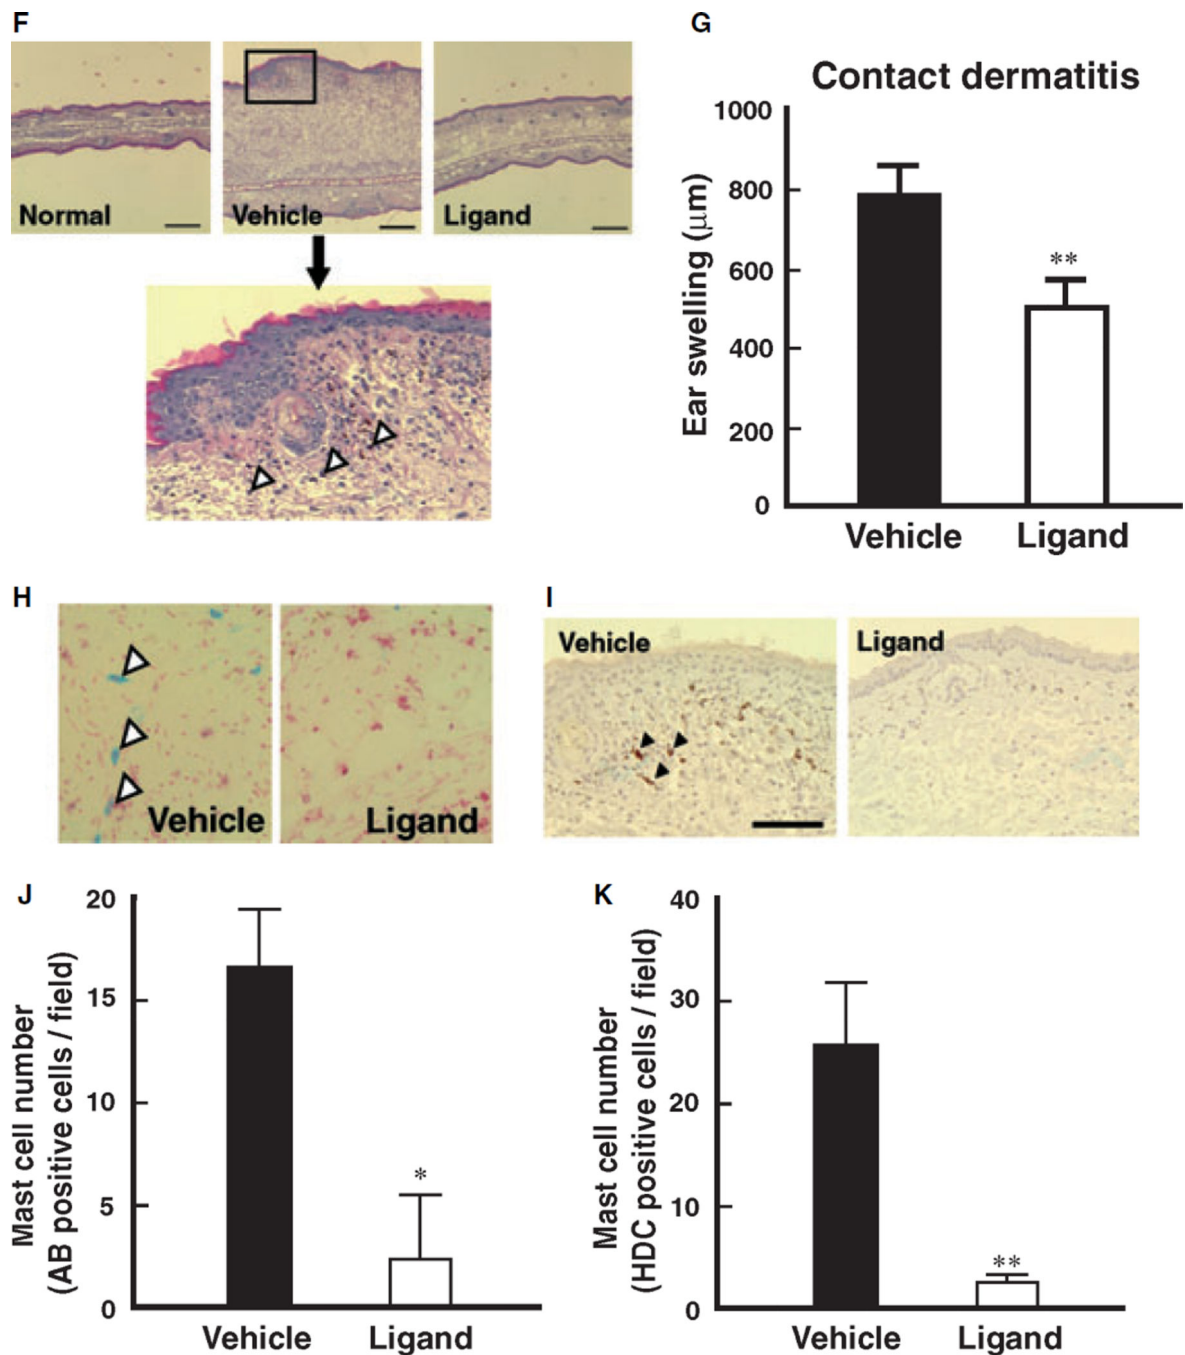 F
Normal
Vehicle
Ligand
G
Contact dermatitis
Ear swelling (μm)
1000
800
600
400
200
0
**
Vehicle
Ligand
H
Vehicle
Ligand
I
Vehicle
Ligand
J
Mast cell number
(AB positive cells / field)
20
15
10
5
0
*
Vehicle
Ligand
K
Mast cell number
(HDC positive cells / field)
40
30
20
10
0
**
Vehicle
Ligand